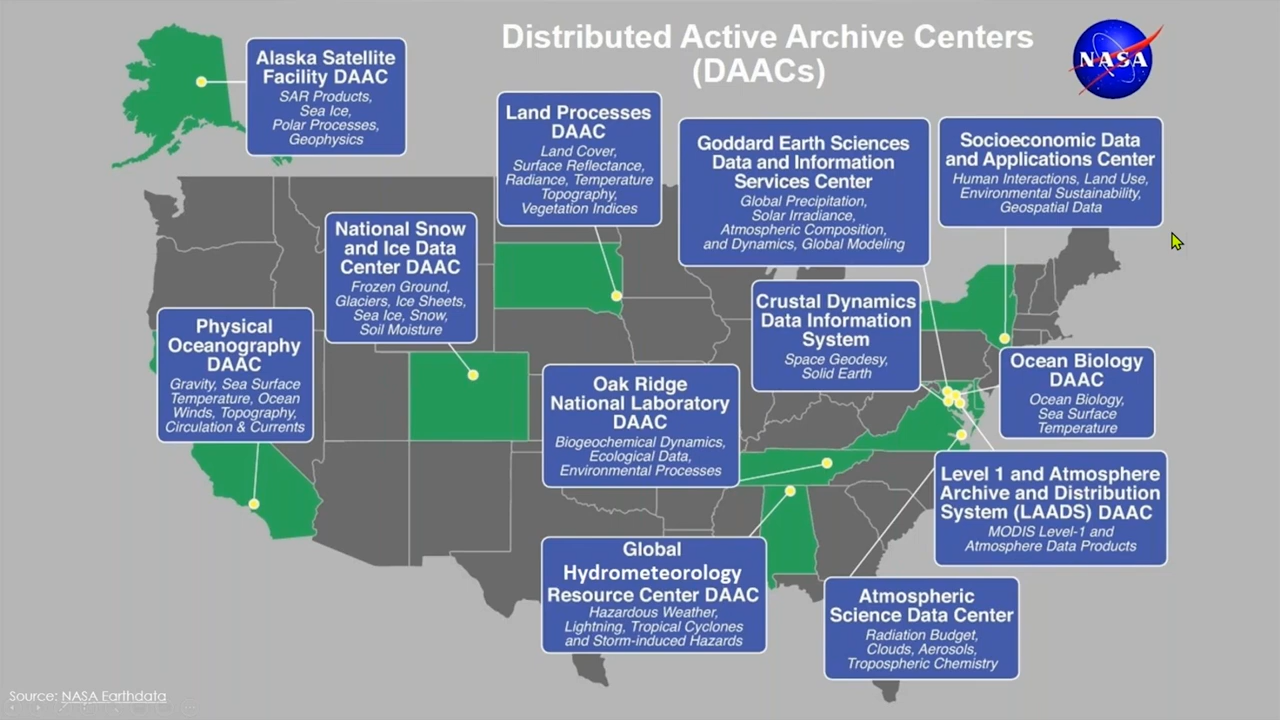 Distributed Active Archive Centers
(DAACs)
NASA
Alaska Satellite
Facility DAAC
SAR Products,
Sea Ice,
Polar Processes,
Geophysics
Land Processes
DAAC
Land Cover,
Surface Reflectance,
Radiance, Temperature
Topography,
Vegetation Indices
Goddard Earth Sciences
Data and Information
Services Center
Global Precipitation,
Solar Irradiance,
Atmospheric Composition,
and Dynamics, Global Modeling
Socioeconomic Data
and Applications Center
Human Interactions, Land Use,
Environmental Sustainability,
Geospatial Data
National Snow
and Ice Data
Center DAAC
Frozen Ground,
Glaciers, Ice Sheets,
Sea Ice, Snow,
Soil Moisture
Crustal Dynamics
Data Information
System
Space Geodesy,
Solid Earth
Physical
Oceanography
DAAC
Gravity, Sea Surface
Temperature, Ocean
Winds, Topography,
Circulation & Currents
Oak Ridge
National Laboratory
DAAC
Biogeochemical Dynamics,
Ecological Data,
Environmental Processes
Ocean Biology
DAAC
Ocean Biology,
Sea Surface
Temperature
Level 1 and Atmosphere
Archive and Distribution
System (LAADS) DAAC
MODIS Level-1 and
Atmosphere Data Products
Global
Hydrometeorology
Resource Center DAAC
Hazardous Weather,
Lightning, Tropical Cyclones
and Storm-induced Hazards
Atmospheric
Science Data Center
Radiation Budget,
Clouds, Aerosols,
Tropospheric Chemistry
Source: NASA Earthdata